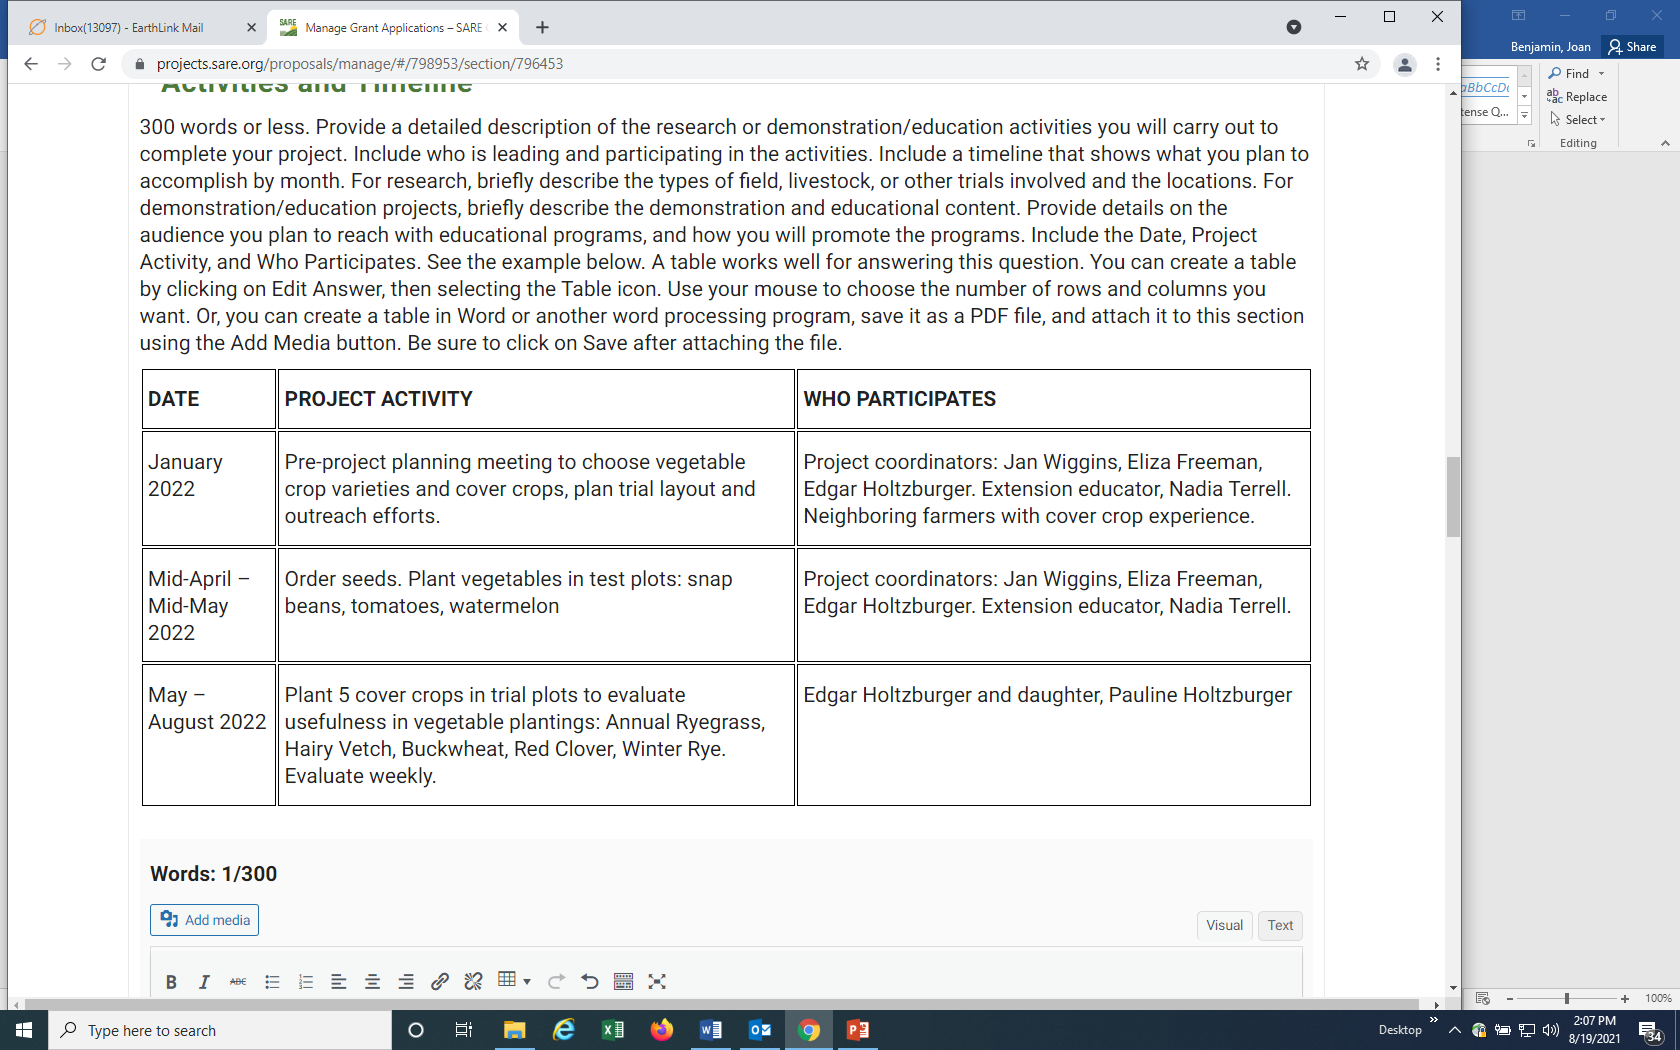 Inbox(13097) - EarthLink Mail
SARE
Manage Grant Applications – SARE
projects.sare.org/proposals/manage/#/798953/section/796453
Benjamin, Joan
Share
Find
Replace
Select
Editing
tense Q...
Activities and Timeline
300 words or less. Provide a detailed description of the research or demonstration/education activities you will carry out to
complete your project. Include who is leading and participating in the activities. Include a timeline that shows what you plan to
accomplish by month. For research, briefly describe the types of field, livestock, or other trials involved and the locations. For
demonstration/education projects, briefly describe the demonstration and educational content. Provide details on the
audience you plan to reach with educational programs, and how you will promote the programs. Include the Date, Project
Activity, and Who Participates. See the example below. A table works well for answering this question. You can create a table
by clicking on Edit Answer, then selecting the Table icon. Use your mouse to choose the number of rows and columns you
want. Or, you can create a table in Word or another word processing program, save it as a PDF file, and attach it to this section
using the Add Media button. Be sure to click on Save after attaching the file.
DATE
PROJECT ACTIVITY
WHO PARTICIPATES
January
2022
Pre-project planning meeting to choose vegetable
crop varieties and cover crops, plan trial layout and
outreach efforts.
Project coordinators: Jan Wiggins, Eliza Freeman,
Edgar Holtzburger. Extension educator, Nadia Terrell.
Neighboring farmers with cover crop experience.
Mid-April –
Mid-May
2022
Order seeds. Plant vegetables in test plots: snap
beans, tomatoes, watermelon
Project coordinators: Jan Wiggins, Eliza Freeman,
Edgar Holtzburger. Extension educator, Nadia Terrell.
May –
August 2022
Plant 5 cover crops in trial plots to evaluate
usefulness in vegetable plantings: Annual Ryegrass,
Hairy Vetch, Buckwheat, Red Clover, Winter Rye.
Evaluate weekly.
Edgar Holtzburger and daughter, Pauline Holtzburger
Words: 1/300
Add media
Visual
Text
B I ABC
100%
Type here to search
Desktop
2:07 PM
8/19/2021
34